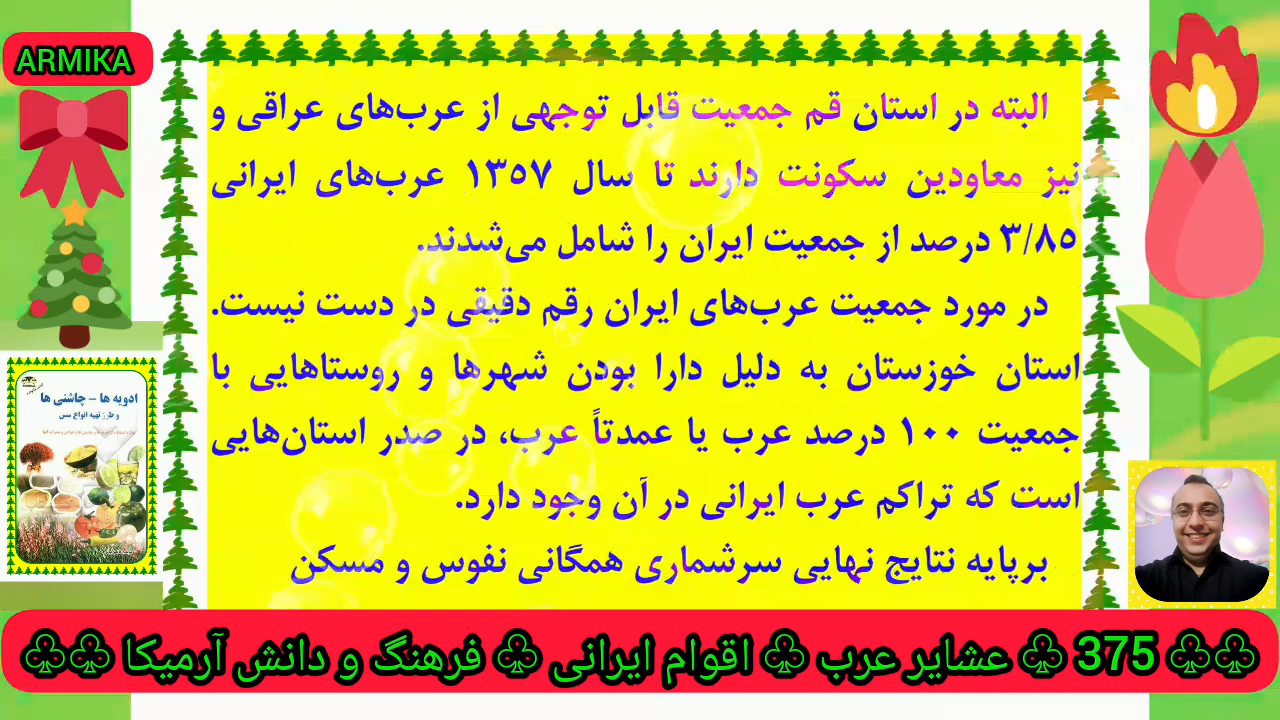 ARMIKA
البته در استان قم جمعیت قابل توجهی از عرب‌های عراقی و
نیز معاودین سکونت دارند تا سال ۱۳۵۷ عرب‌های ایرانی
۳/۸۵ درصد از جمعیت ایران را شامل می‌شدند.
در مورد جمعیت عرب‌های ایران رقم دقیقی در دست نیست.
استان خوزستان به دلیل دارا بودن شهرها و روستاهایی با
جمعیت ۱۰۰ درصد عرب یا عمدتاً عرب، در صدر استان‌هایی
است که تراکم عرب ایرانی در آن وجود دارد.
برپایه نتایج نهایی سرشماری همگانی نفوس و مسکن
ادویه ها – چاشنی ها
و طرز تهیه انواع سس
♧♧ 375 ♧ عشایر عرب ♧ اقوام ایرانی ♧ فرهنگ و دانش آرمیکا ♧♧